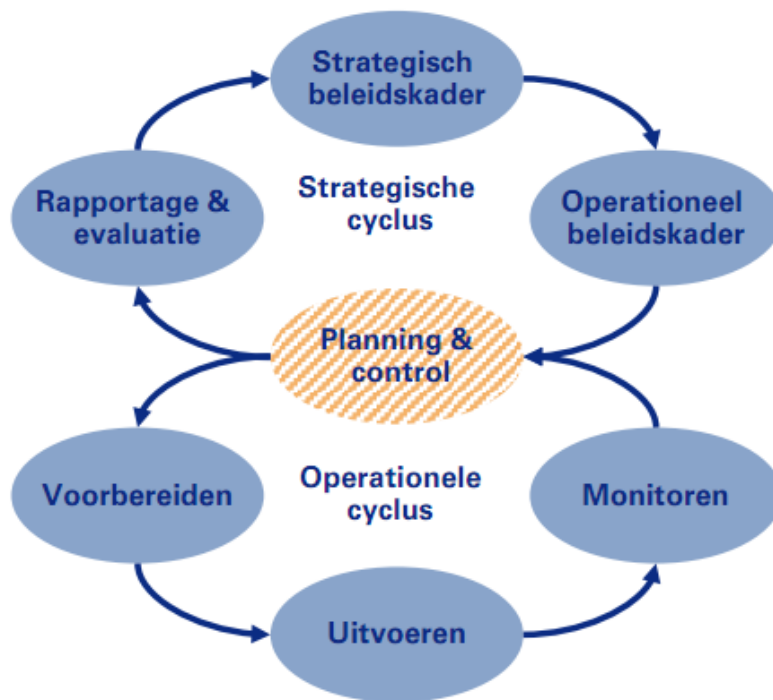 Strategisch
beleidskader
Rapportage &
evaluatie
Strategische
cyclus
Operationeel
beleidskader
Planning &
control
Voorbereiden
Operationele
cyclus
Monitoren
Uitvoeren